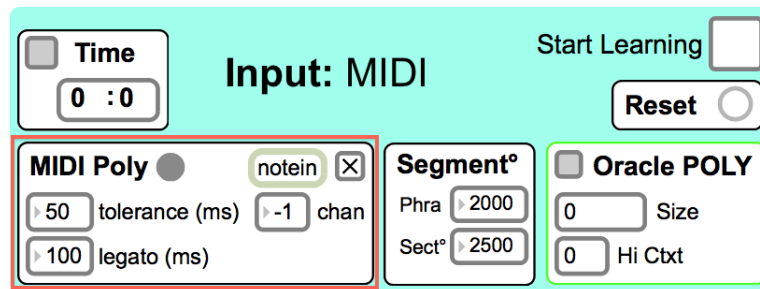 Time
0 :0
Input: MIDI
Start Learning
Reset
MIDI Poly
notein
50 tolerance (ms)
-1 chan
100 legato (ms)
Segment°
Phra 2000
Sect° 2500
Oracle POLY
0 Size
0 Hi Ctxt